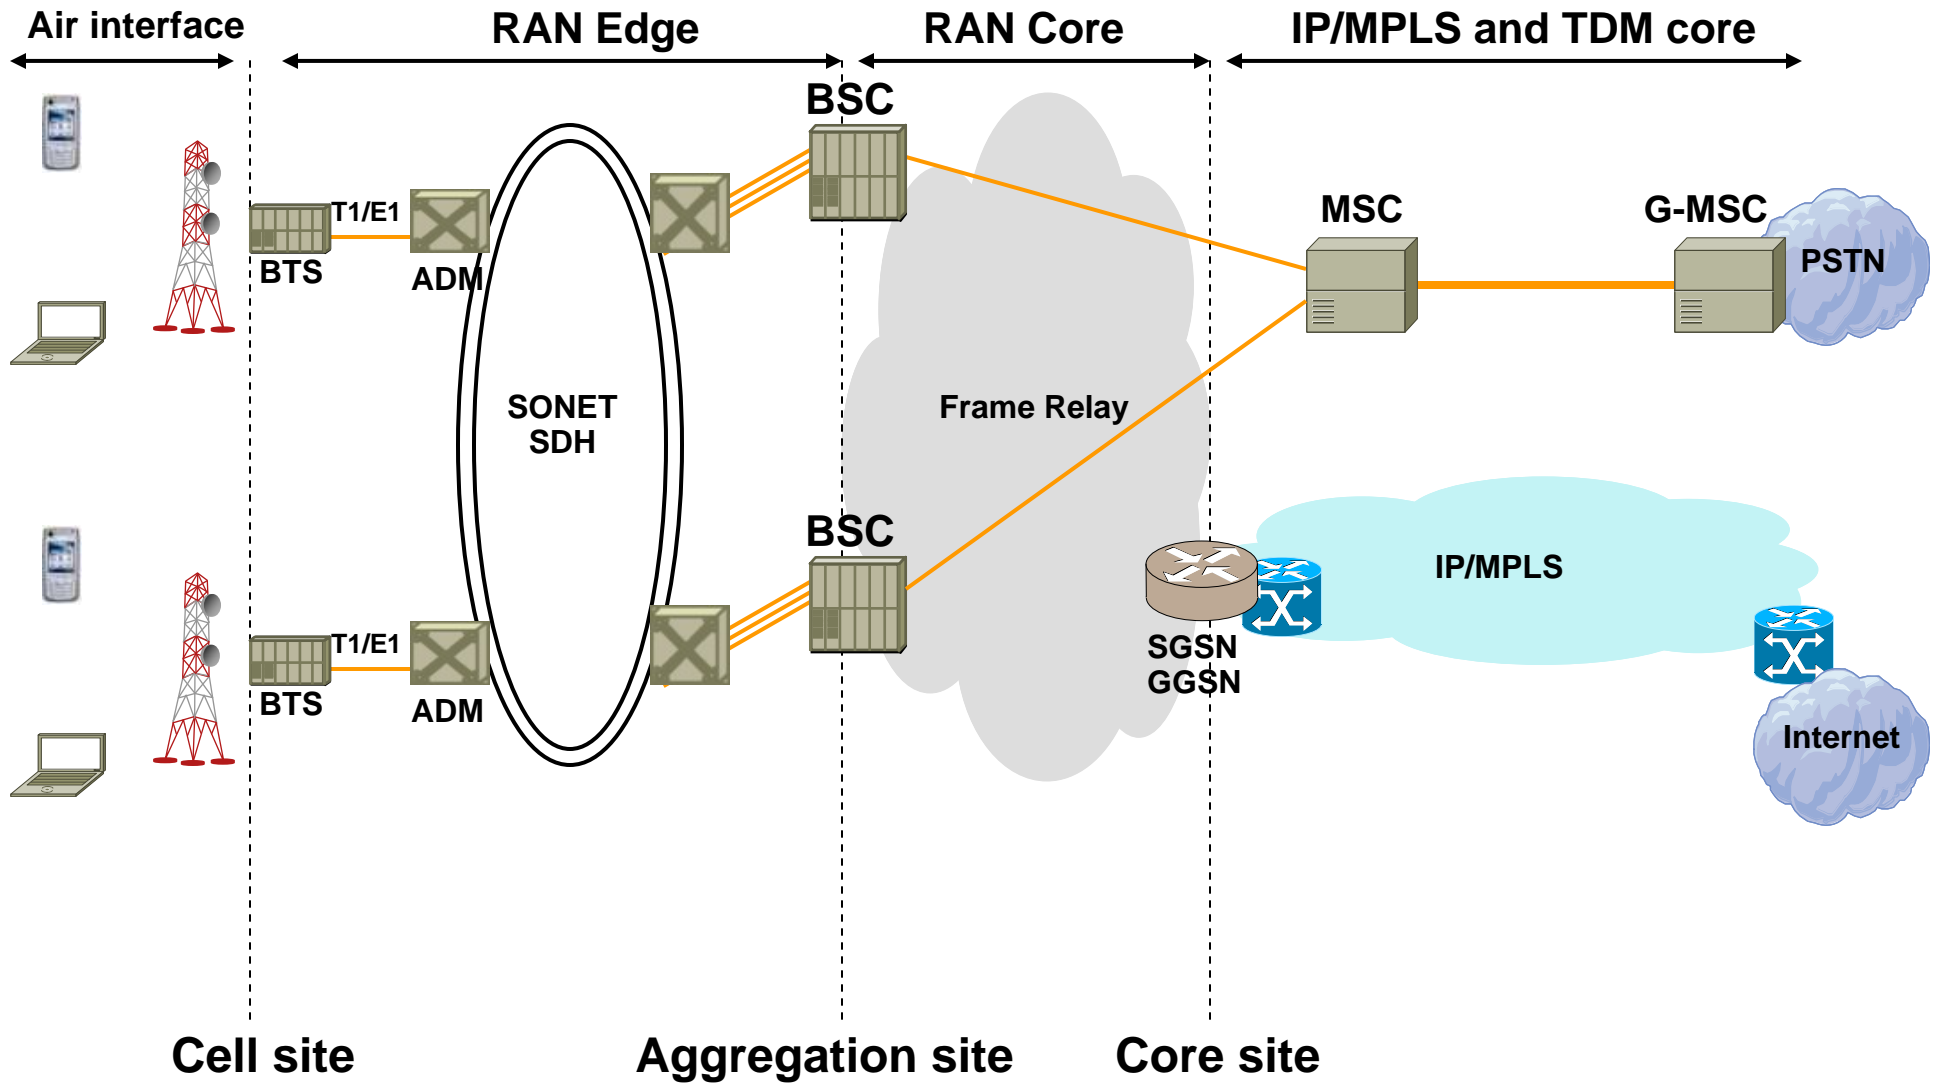 Air interface
RAN Edge
RAN Core
IP/MPLS and TDM core
BSC
T1/E1
BTS
ADM
MSC
G-MSC
PSTN
SONET
SDH
Frame Relay
BSC
IP/MPLS
T1/E1
BTS
ADM
SGSN
GGSN
Internet
Cell site
Aggregation site
Core site